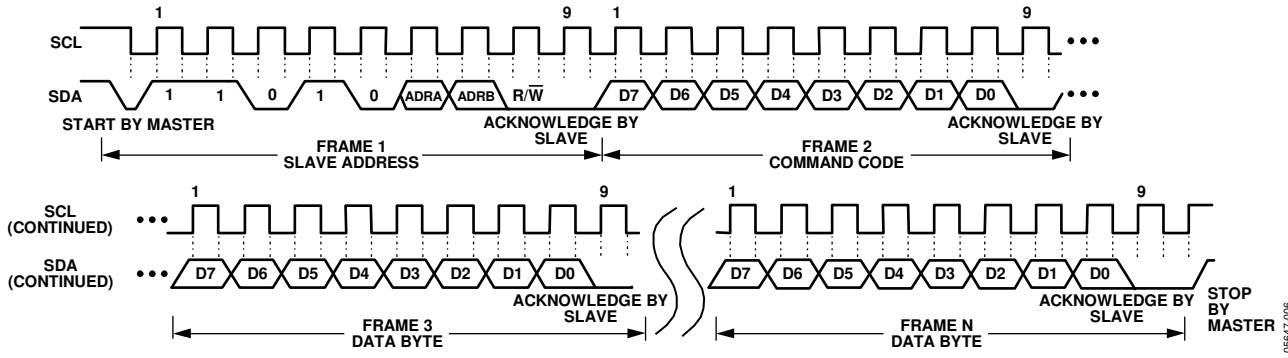 1 9 1 9
SCL
SDA 1 1 0 1 0 ADRA ADRB R/W D7 D6 D5 D4 D3 D2 D1 D0
START BY MASTER ACKNOWLEDGE BY SLAVE ACKNOWLEDGE BY SLAVE
FRAME 1 SLAVE ADDRESS FRAME 2 COMMAND CODE
1 9 1 9
SCL (CONTINUED)
SDA (CONTINUED) D7 D6 D5 D4 D3 D2 D1 D0 D7 D6 D5 D4 D3 D2 D1 D0
ACKNOWLEDGE BY SLAVE ACKNOWLEDGE BY SLAVE STOP BY MASTER
FRAME 3 DATA BYTE FRAME N DATA BYTE